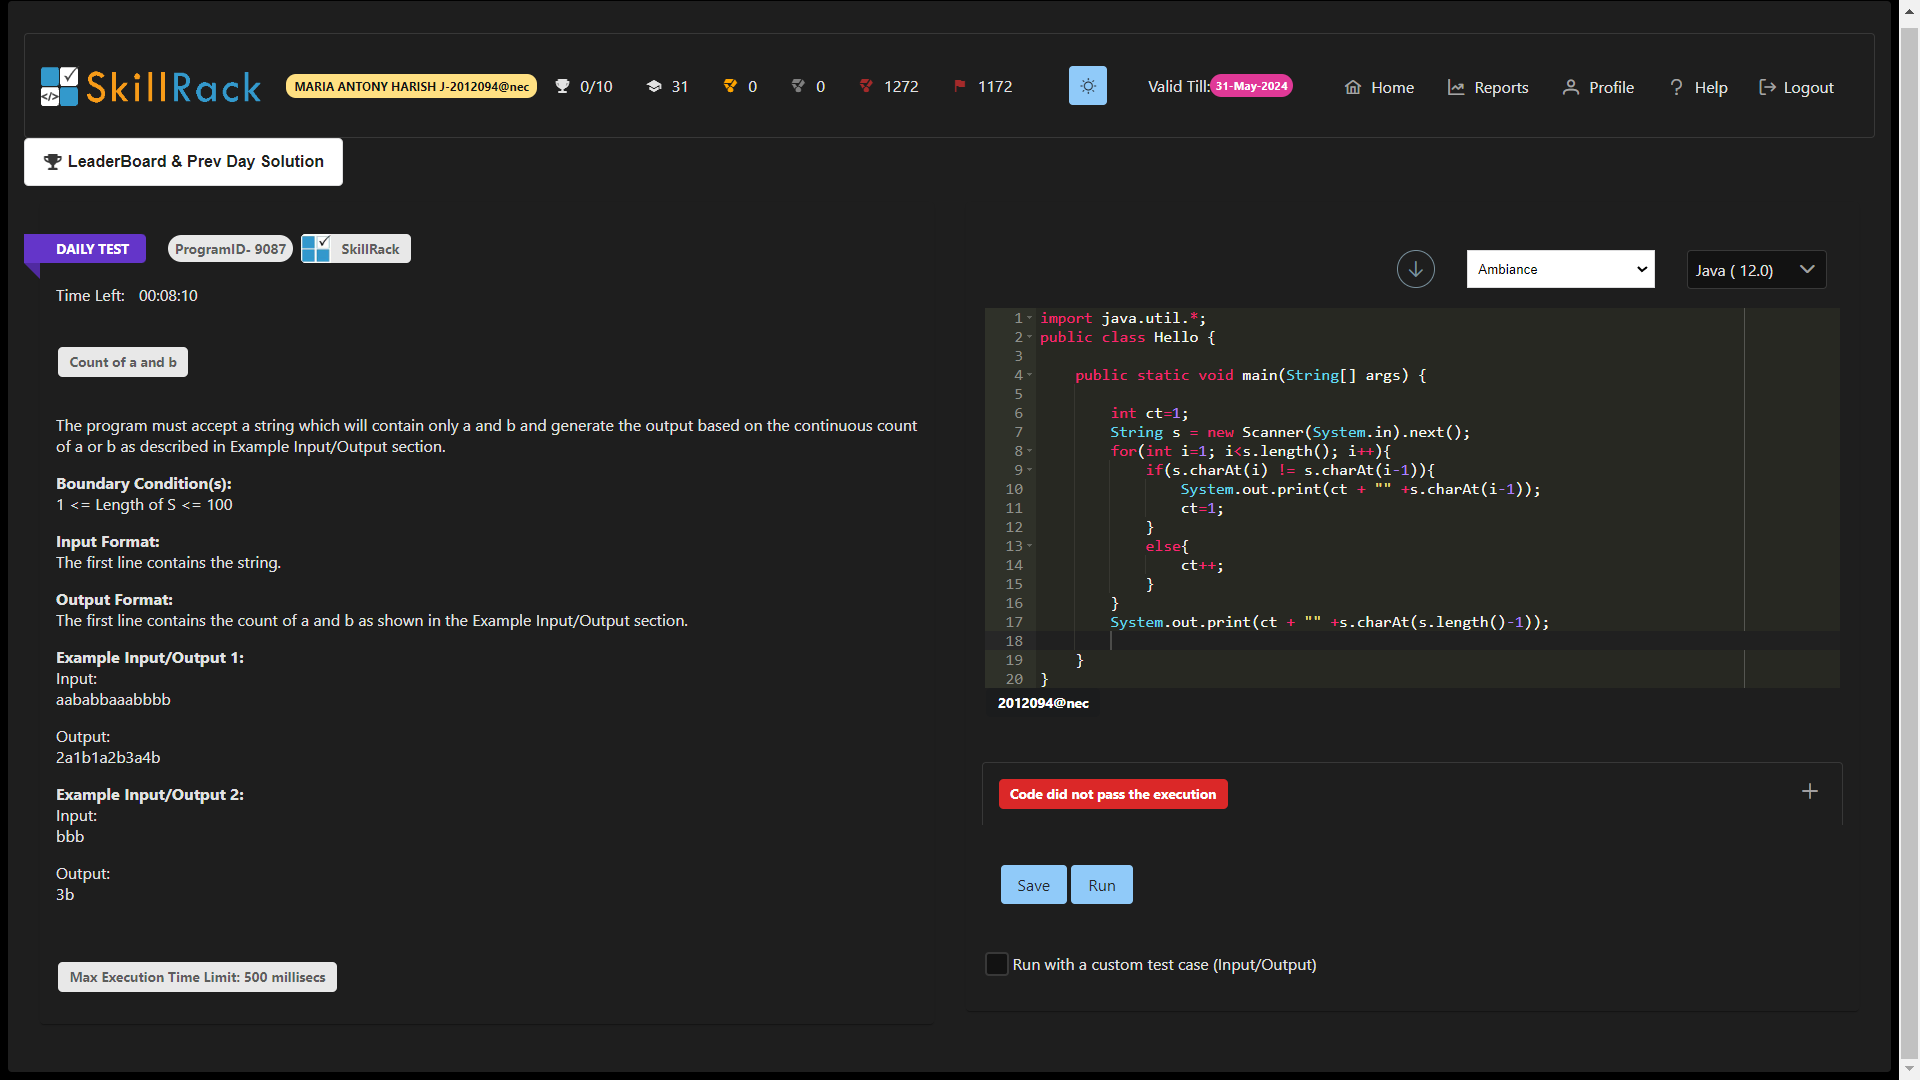 SkillRack
MARIA ANTONY HARISH J-2012094@nec
0/10
31
0
0
1272
1172
Valid Till: 31-May-2024
Home
Reports
Profile
Help
Logout
LeaderBoard & Prev Day Solution
DAILY TEST
ProgramID- 9087
SkillRack
Time Left: 00:08:10
Count of a and b
The program must accept a string which will contain only a and b and generate the output based on the continuous count
of a or b as described in Example Input/Output section.
Boundary Condition(s):
1 <= Length of S <= 100
Input Format:
The first line contains the string.
Output Format:
The first line contains the count of a and b as shown in the Example Input/Output section.
Example Input/Output 1:
Input:
aababbaaabbbb
Output:
2a1b1a2b3a4b
Example Input/Output 2:
Input:
bbb
Output:
3b
Max Execution Time Limit: 500 millisecs
Ambiance
Java ( 12.0)
1 import java.util.*;
2 public class Hello {
3
4     public static void main(String[] args) {
5
6         int ct=1;
7         String s = new Scanner(System.in).next();
8         for(int i=1; i<s.length(); i++){
9             if(s.charAt(i) != s.charAt(i-1)){
10                 System.out.print(ct + "" +s.charAt(i-1));
11                 ct=1;
12             }
13             else{
14                 ct++;
15             }
16         }
17         System.out.print(ct + "" +s.charAt(s.length()-1));
18
19     }
20 }
2012094@nec
Code did not pass the execution
Save
Run
Run with a custom test case (Input/Output)